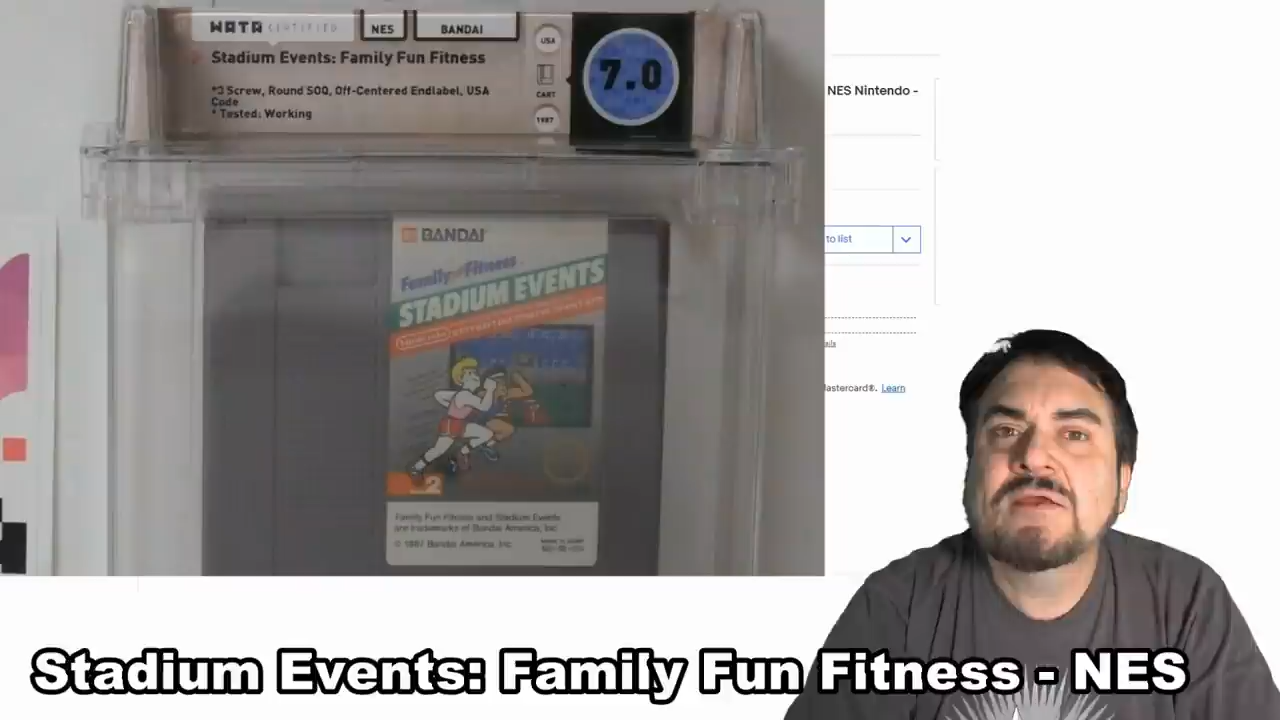 WATA CERTIFIED
NES
BANDAI
Stadium Events: Family Fun Fitness
*3 Screw, Round SOQ, Off-Centered Endlabel, USA
Code
* Tested: Working
USA
CART
1987
7.0
NES Nintendo -
to list
Learn
BANDAI
Family Fun Fitness
STADIUM EVENTS
2
Family Fun Fitness and Stadium Events
are trademarks of Bandai America, Inc.
© 1987 Bandai America, Inc.
Stadium Events: Family Fun Fitness - NES